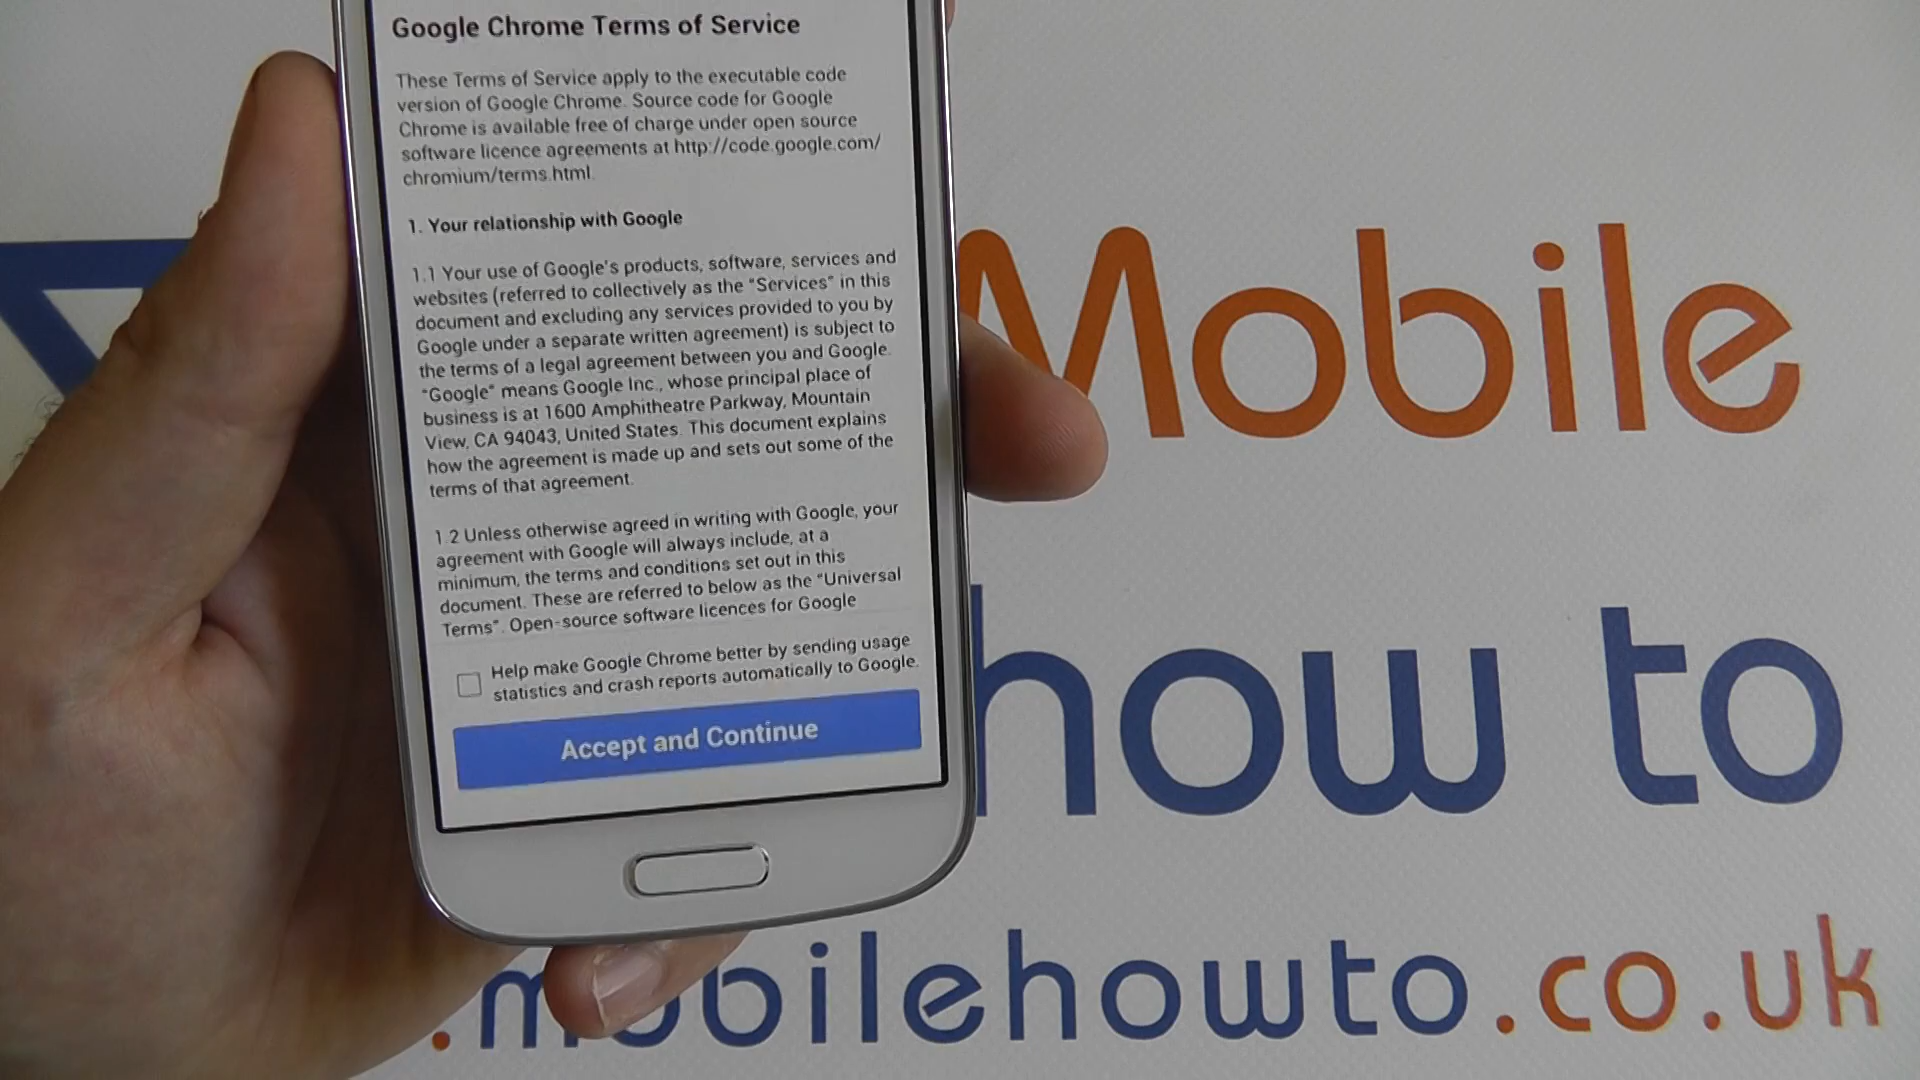 Google Chrome Terms of Service
These Terms of Service apply to the executable code
version of Google Chrome. Source code for Google
Chrome is available free of charge under open source
software licence agreements at http://code.google.com/
chromium/terms.html.
1. Your relationship with Google
1.1 Your use of Google's products, software, services and
websites (referred to collectively as the "Services" in this
document and excluding any services provided to you by
Google under a separate written agreement) is subject to
the terms of a legal agreement between you and Google.
"Google" means Google Inc., whose principal place of
business is at 1600 Amphitheatre Parkway, Mountain
View, CA 94043, United States. This document explains
how the agreement is made up and sets out some of the
terms of that agreement.
1.2 Unless otherwise agreed in writing with Google, your
agreement with Google will always include, at a
minimum, the terms and conditions set out in this
document. These are referred to below as the "Universal
Terms". Open-source software licences for Google
Help make Google Chrome better by sending usage
statistics and crash reports automatically to Google.
Accept and Continue
Mobile
how to
.mobilehowto.co.uk